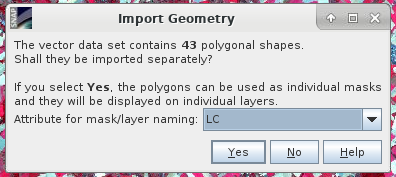 Import Geometry
The vector data set contains 43 polygonal shapes.
Shall they be imported separately?
If you select Yes, the polygons can be used as individual masks
and they will be displayed on individual layers.
Attribute for mask/layer naming: LC
Yes No Help